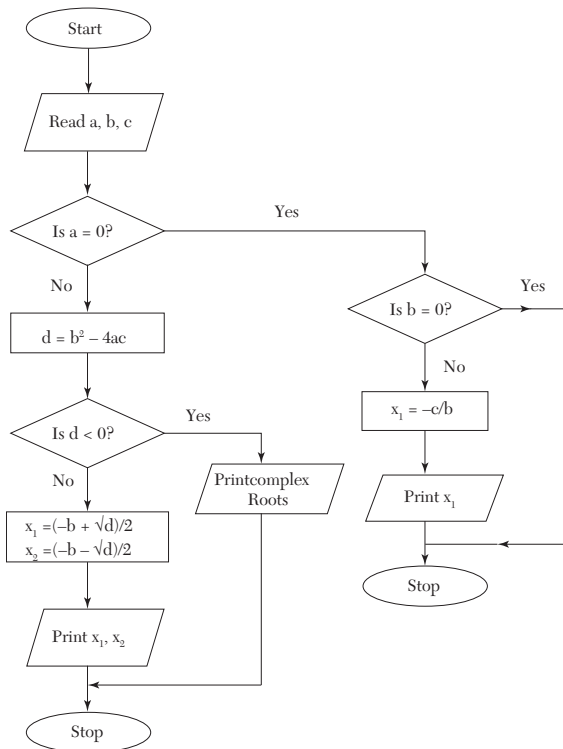 Start
Read a, b, c
Is a = 0?
Yes
No
d = b² – 4ac
Is d < 0?
Yes
No
Printcomplex
Roots
x₁ =(–b + √d)/2
x₂ =(–b – √d)/2
Print x₁, x₂
Stop
Is b = 0?
Yes
No
x₁ = –c/b
Print x₁
Stop